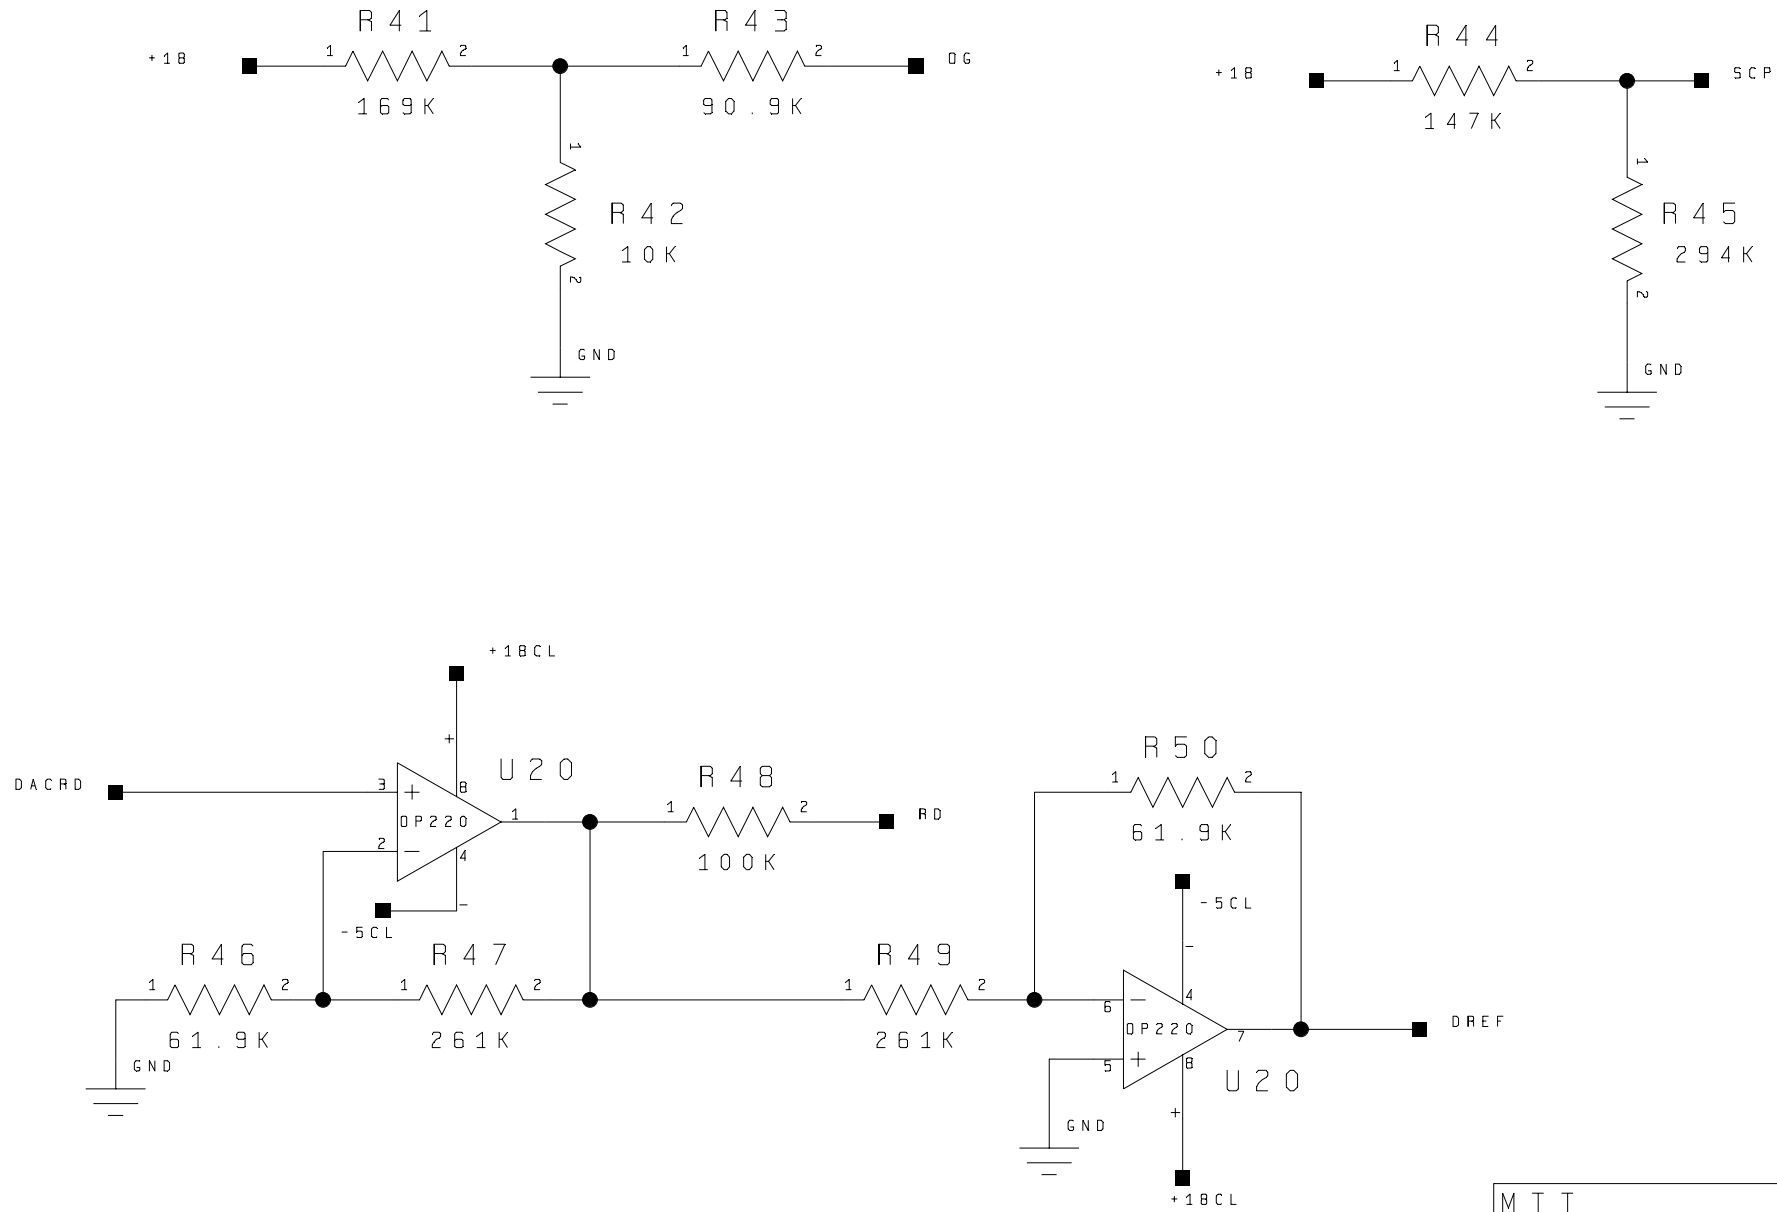 R41
R43
+18
1
2
1
2
OG
169K
90.9K
1
R42
10K
2
GND
R44
+18
1
2
SCP
147K
1
R45
294K
2
GND
+18CL
+
DACRD
3
+
8
U20
1
OP220
2
−
4
−
-5CL
R48
1
2
RD
100K
R46
1
2
61.9K
GND
R47
1
2
261K
R49
1
2
261K
R50
1
2
61.9K
-5CL
−
6
−
4
OP220
7
DREF
5
+
8
U20
GND
+
+18CL
MTT